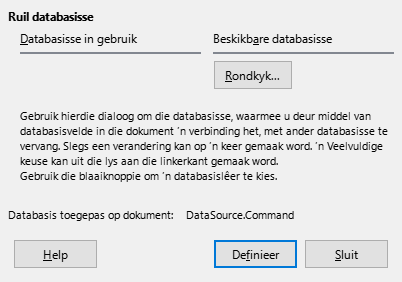 Ruil databasisse
Databasisse in gebruik
Beskikbare databasisse
Rondkyk...
Gebruik hierdie dialoog om die databasisse, waarmee u deur middel van
databasisvelde in die dokument 'n verbinding het, met ander databasisse te
vervang. Slegs een verandering kan op 'n keer gemaak word. 'n Veelvuldige
keuse kan uit die lys aan die linkerkant gemaak word.
Gebruik die blaaiknoppie om 'n databasislêer te kies.
Databasis toegepas op dokument: DataSource.Command
Help
Definieer
Sluit